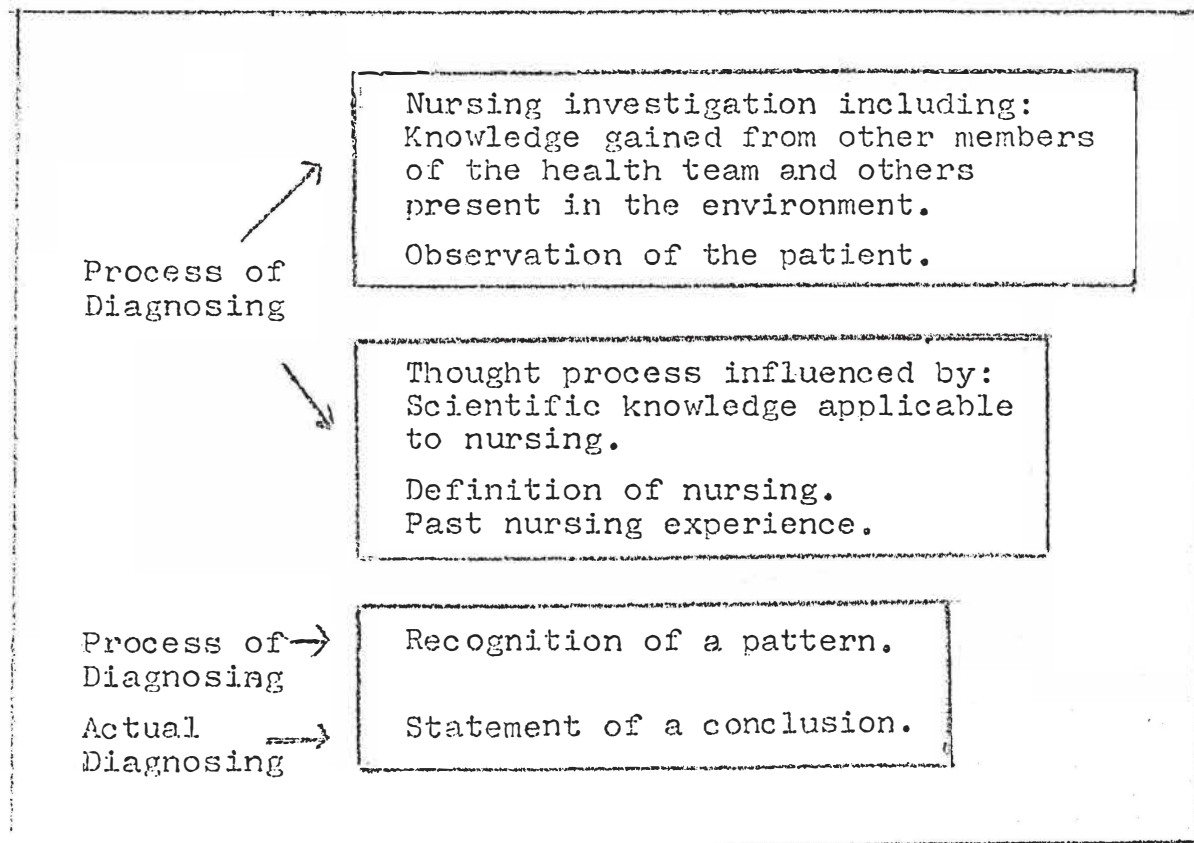 Nursing investigation including:
Knowledge gained from other members
of the health team and others
present in the environment.
Observation of the patient.
Process of
Diagnosing
Thought process influenced by:
Scientific knowledge applicable
to nursing.
Definition of nursing.
Past nursing experience.
Process of
Diagnosing
Recognition of a pattern.
Actual
Diagnosing
Statement of a conclusion.